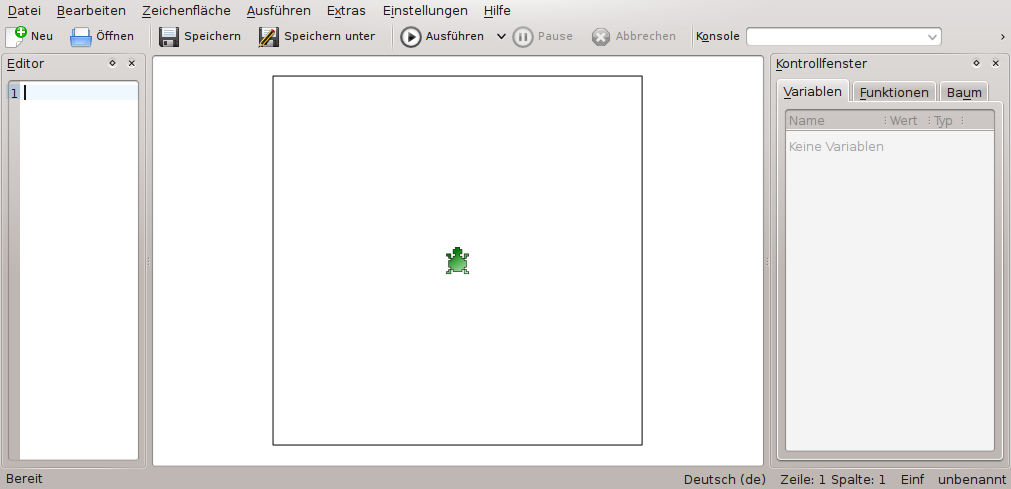 Datei Bearbeiten Zeichenfläche Ausführen Extras Einstellungen Hilfe
Neu Öffnen Speichern Speichern unter Ausführen Pause Abbrechen Konsole
Editor
1
Kontrollfenster
Variablen Funktionen Baum
Name Wert Typ
Keine Variablen
Bereit Deutsch (de) Zeile: 1 Spalte: 1 Einf unbenannt